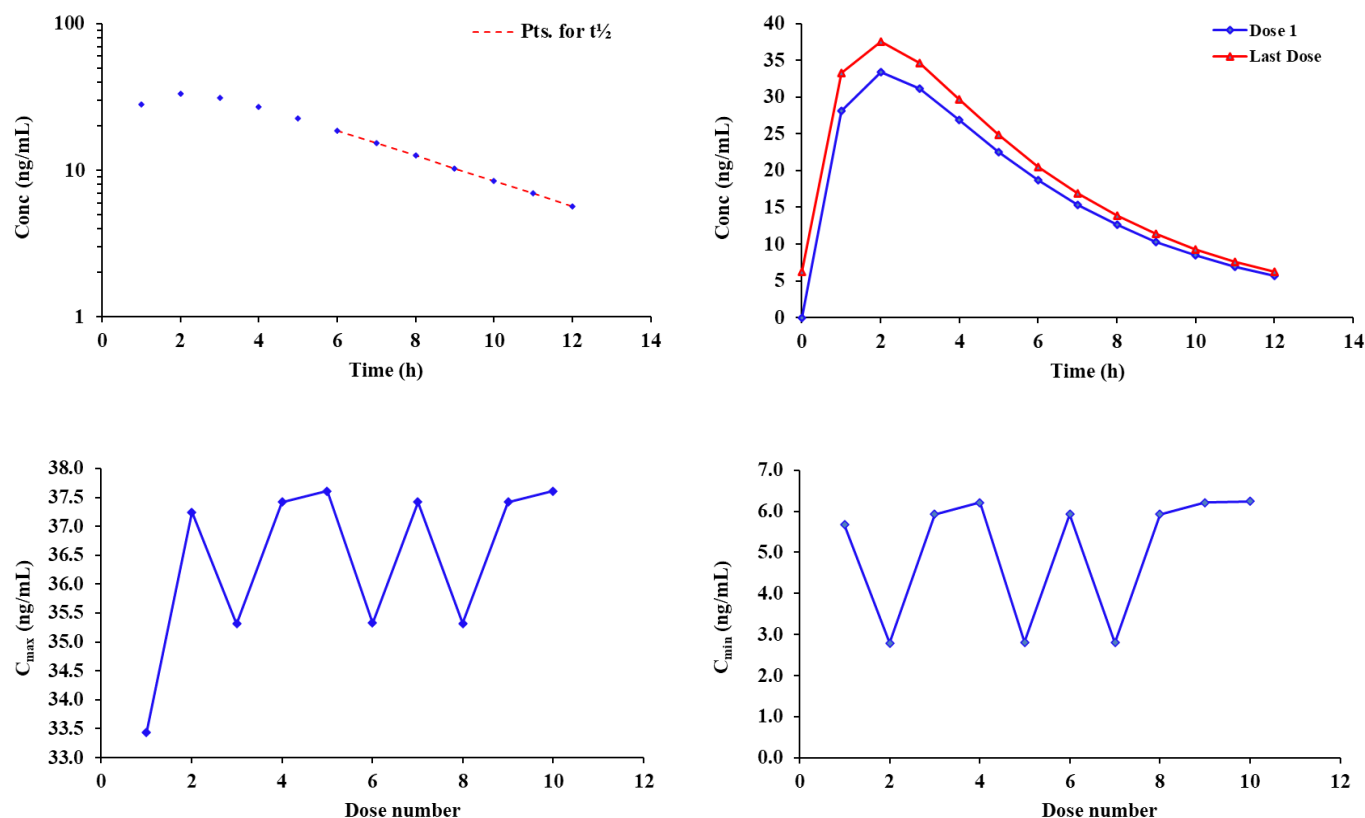 100
10
1
Conc (ng/mL)
Pts. for t½
0 2 4 6 8 10 12 14
Time (h)
40
35
30
25
20
15
10
5
0
Conc (ng/mL)
Dose 1
Last Dose
0 2 4 6 8 10 12 14
Time (h)
38.0
37.5
37.0
36.5
36.0
35.5
35.0
34.5
34.0
33.5
33.0
Cmax (ng/mL)
0 2 4 6 8 10 12
Dose number
7.0
6.0
5.0
4.0
3.0
2.0
1.0
0.0
Cmin (ng/mL)
0 2 4 6 8 10 12
Dose number